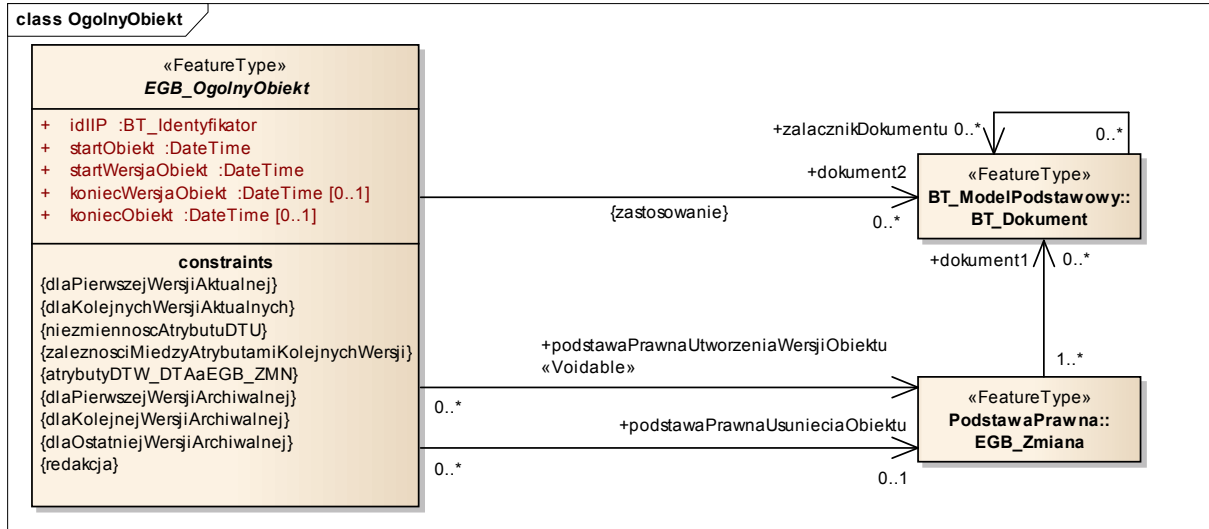 class OgolnyObiekt
«FeatureType»
EGB_OgolnyObiekt
+ idIIP :BT_Identyfikator
+ startObiekt :DateTime
+ startWersjaObiekt :DateTime
+ koniecWersjaObiekt :DateTime [0..1]
+ koniecObiekt :DateTime [0..1]
constraints
{dlaPierwszejWersjiAktualnej}
{dlaKolejnychWersjiAktualnych}
{niezmiennoscAtrybutuDTU}
{zaleznosciMiedzyAtrybutamiKolejnychWersji}
{atrybutyDTW_DTAaEGB_ZMN}
{dlaPierwszejWersjiArchiwalnej}
{dlaKolejnejWersjiArchiwalnej}
{dlaOstatniejWersjiArchiwalnej}
{redakcja}
+zalacznikDokumentu 0..*
0..*
+dokument2
{zastosowanie}
0..*
«FeatureType»
BT_ModelPodstawowy::
BT_Dokument
+dokument1 0..*
+podstawaPrawnaUtworzeniaWersjiObiektu
«Voidable»
0..*
1..*
+podstawaPrawnaUsunieciaObiektu
0..*
0..1
«FeatureType»
PodstawaPrawna::
EGB_Zmiana